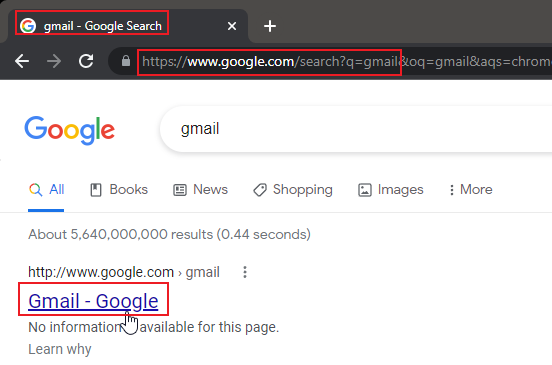 gmail - Google Search
https://www.google.com/search?q=gmail&oq=gmail&aqs=chrom
Google
gmail
All Books News Shopping Images More
About 5,640,000,000 results (0.44 seconds)
http://www.google.com › gmail
Gmail - Google
No information available for this page.
Learn why